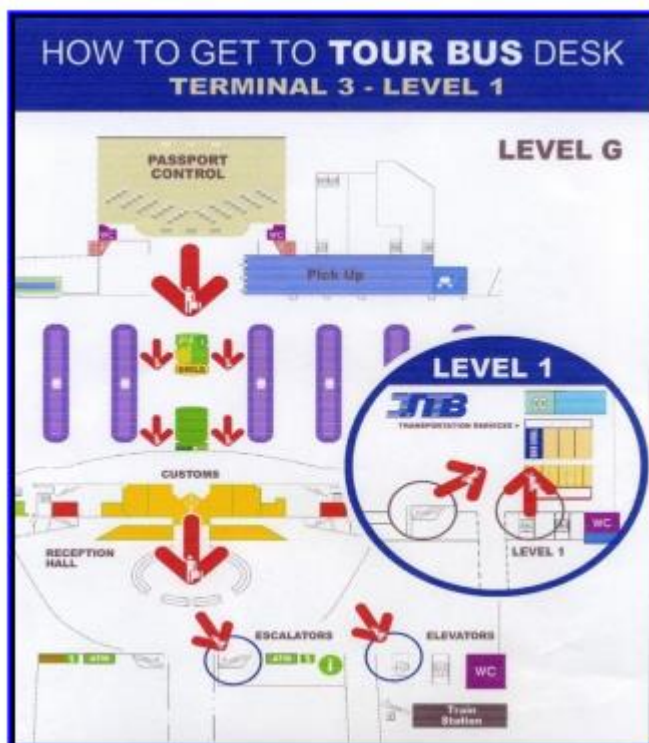 HOW TO GET TO TOUR BUS DESK
TERMINAL 3 - LEVEL 1
LEVEL G
PASSPORT
CONTROL
WC
WC
Pick Up
LEVEL 1
TRANSPORTATION SERVICES
CUSTOMS
WC
LEVEL 1
RECEPTION
HALL
ESCALATORS
ELEVATORS
ATM
ATM
$
i
WC
Train
Station